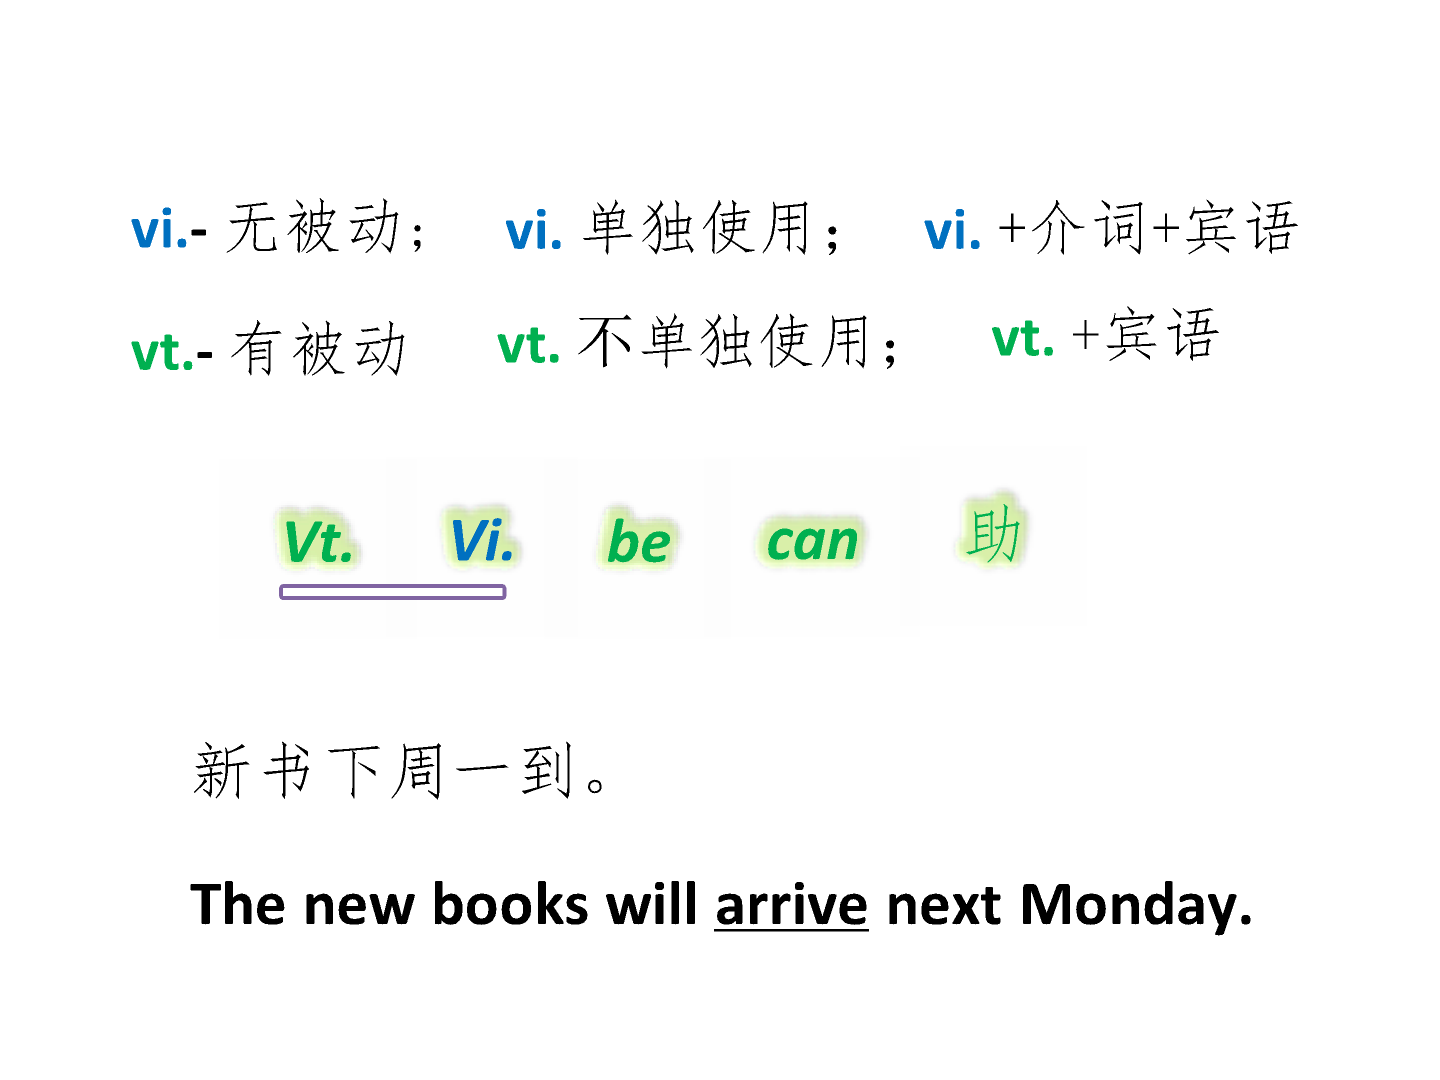 vi.- 无被动； vi. 单独使用； vi. +介词+宾语
vt.- 有被动 vt. 不单独使用； vt. +宾语
Vt. Vi. be can 助
新书下周一到。
The new books will arrive next Monday.